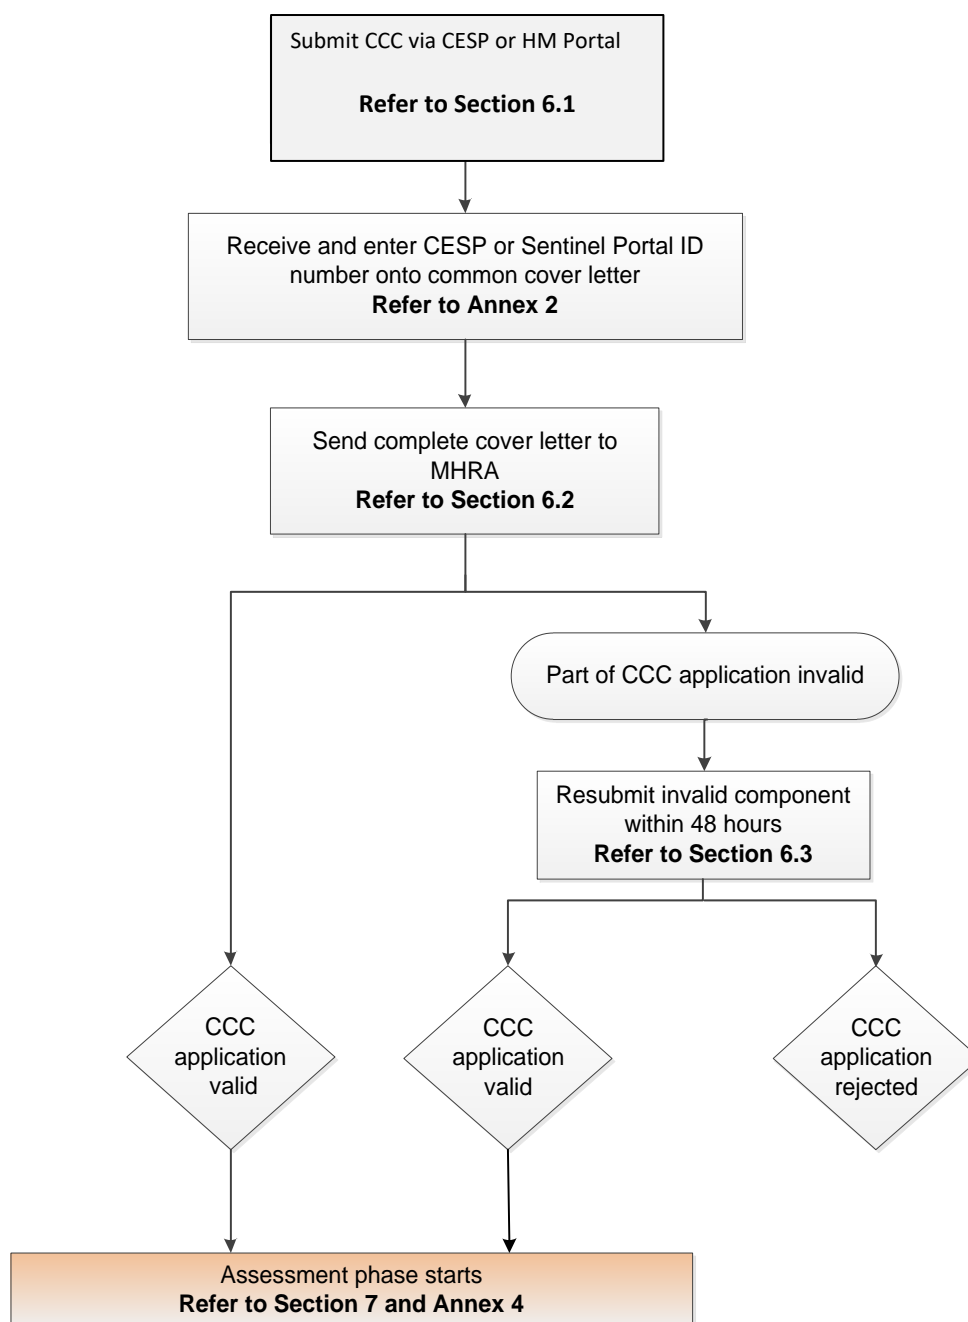 Submit CCC via CESP or HM Portal
Refer to Section 6.1
Receive and enter CESP or Sentinel Portal ID
number onto common cover letter
Refer to Annex 2
Send complete cover letter to
MHRA
Refer to Section 6.2
Part of CCC application invalid
Resubmit invalid component
within 48 hours
Refer to Section 6.3
CCC
application
valid
CCC
application
valid
CCC
application
rejected
Assessment phase starts
Refer to Section 7 and Annex 4